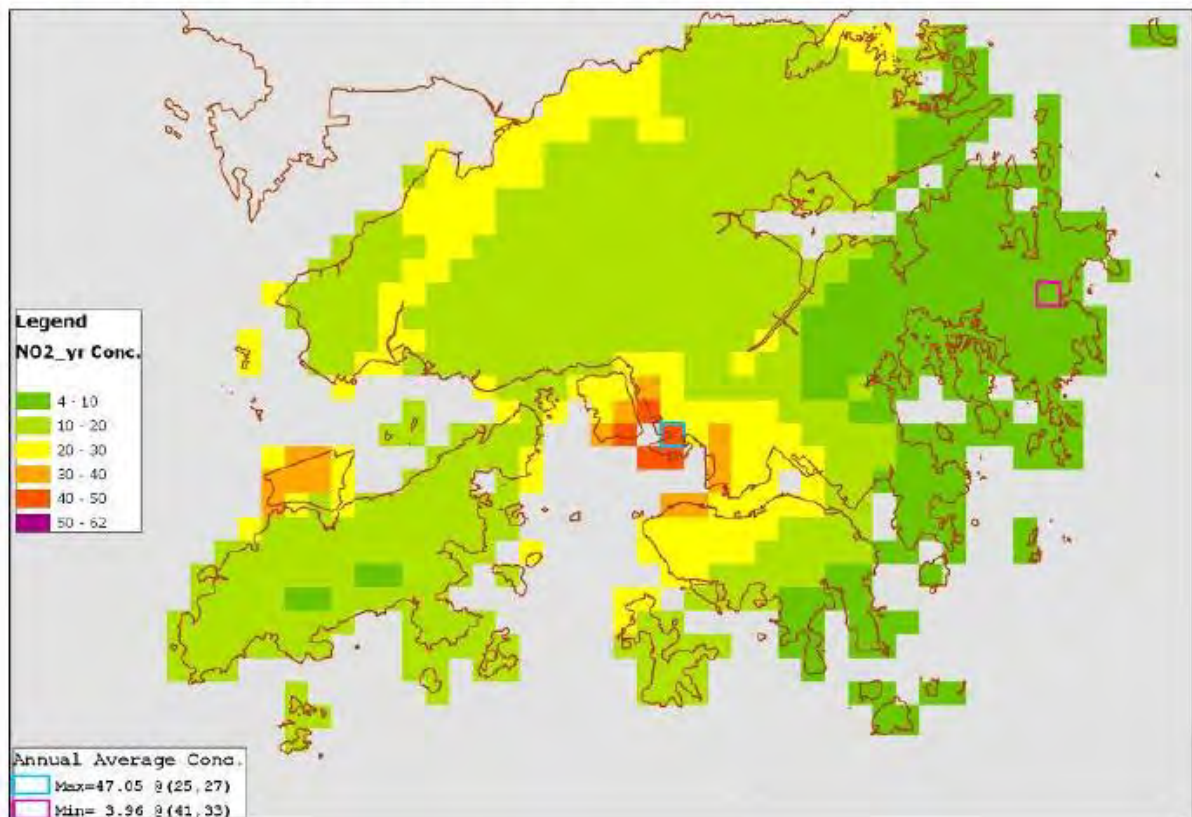 Legend
NO2_yr Conc.
4 - 10
10 - 20
20 - 30
30 - 40
40 - 50
50 - 62
Annual Average Conc.
Max=47.05 @(25,27)
Min= 3.96 @(41,33)